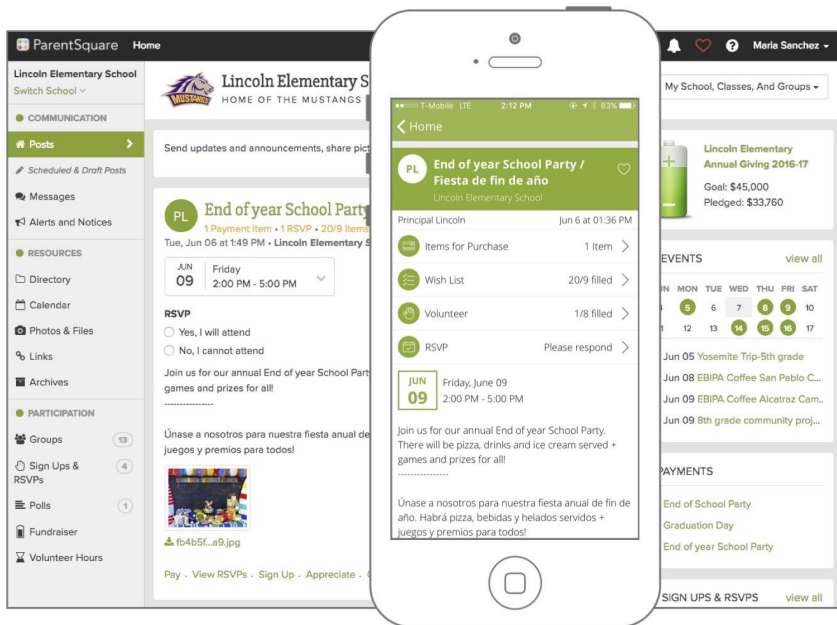 ParentSquare Home
Maria Sanchez
Lincoln Elementary School
Switch School
COMMUNICATION
Posts
Scheduled & Draft Posts
Messages
Alerts and Notices
RESOURCES
Directory
Calendar
Photos & Files
Links
Archives
PARTICIPATION
Groups 13
Sign Ups & 4
RSVPs
Polls 1
Fundraiser
Volunteer Hours
MUSTANGS
Lincoln Elementary S
HOME OF THE MUSTANGS
Send updates and announcements, share pict
PL
End of year School Party
1 Payment Item • 1 RSVP • 20/9 Items
Tue, Jun 06 at 1:49 PM • Lincoln Elementary S
JUN
09
Friday
2:00 PM - 5:00 PM
RSVP
Yes, I will attend
No, I cannot attend
Join us for our annual End of year School Party
games and prizes for all!
----------------
Únase a nosotros para nuestra fiesta anual de
juegos y premios para todos!
fb4b5f...a9.jpg
Pay . View RSVPs . Sign Up . Appreciate .
T-Mobile LTE 2:12 PM 83%
Home
PL
End of year School Party /
Fiesta de fin de año
Lincoln Elementary School
Principal Lincoln Jun 6 at 01:36 PM
Items for Purchase 1 Item
Wish List 20/9 filled
Volunteer 1/8 filled
RSVP Please respond
JUN
09
Friday, June 09
2:00 PM - 5:00 PM
Join us for our annual End of year School Party.
There will be pizza, drinks and ice cream served +
games and prizes for all!
----------------
Únase a nosotros para nuestra fiesta anual de fin de
año. Habrá pizza, bebidas y helados servidos +
juegos y premios para todos!
My School, Classes, And Groups
Lincoln Elementary
Annual Giving 2016-17
Goal: $45,000
Pledged: $33,760
EVENTS view all
MON TUE WED THU FRI SAT
5 6 7 8 9 10
12 13 14 15 16 17
Jun 05 Yosemite Trip-5th grade
Jun 08 EBIPA Coffee San Pablo C...
Jun 09 EBIPA Coffee Alcatraz Cam..
Jun 09 8th grade community proj...
PAYMENTS
End of School Party
Graduation Day
End of year School Party
SIGN UPS & RSVPS view all